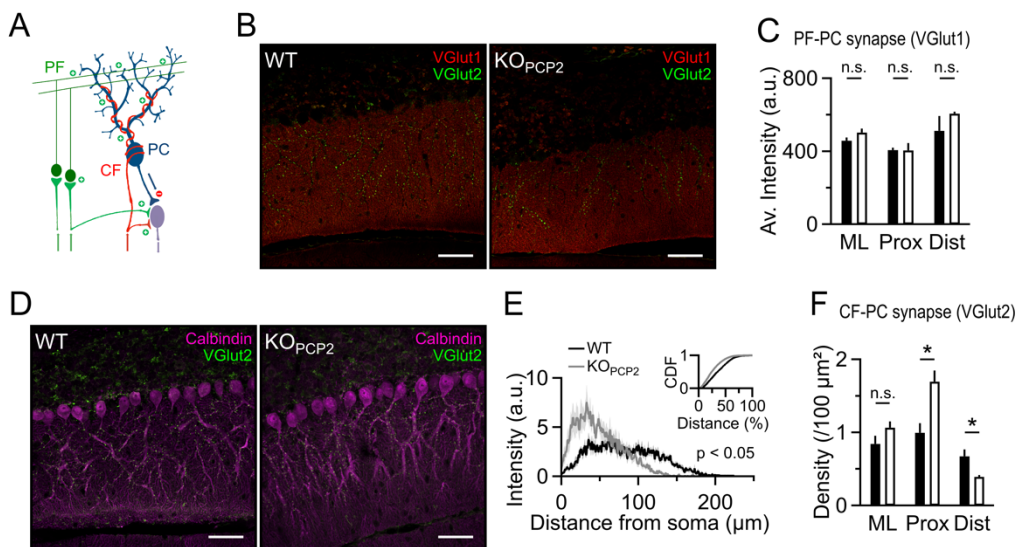 A
PF
PC
CF
B
WT
VGlut1
VGlut2
KOPCP2
VGlut1
VGlut2
C
PF-PC synapse (VGlut1)
n.s. n.s. n.s.
800
400
0
Av. Intensity (a.u.)
ML Prox Dist
D
WT
Calbindin
VGlut2
KOPCP2
Calbindin
VGlut2
E
WT
KOPCP2
10
5
0
Intensity (a.u.)
0 100 200
Distance from soma (µm)
1
0
CDF
0 50 100
Distance (%)
p < 0.05
F
CF-PC synapse (VGlut2)
n.s. * *
2
1
0
Density (/100 µm²)
ML Prox Dist